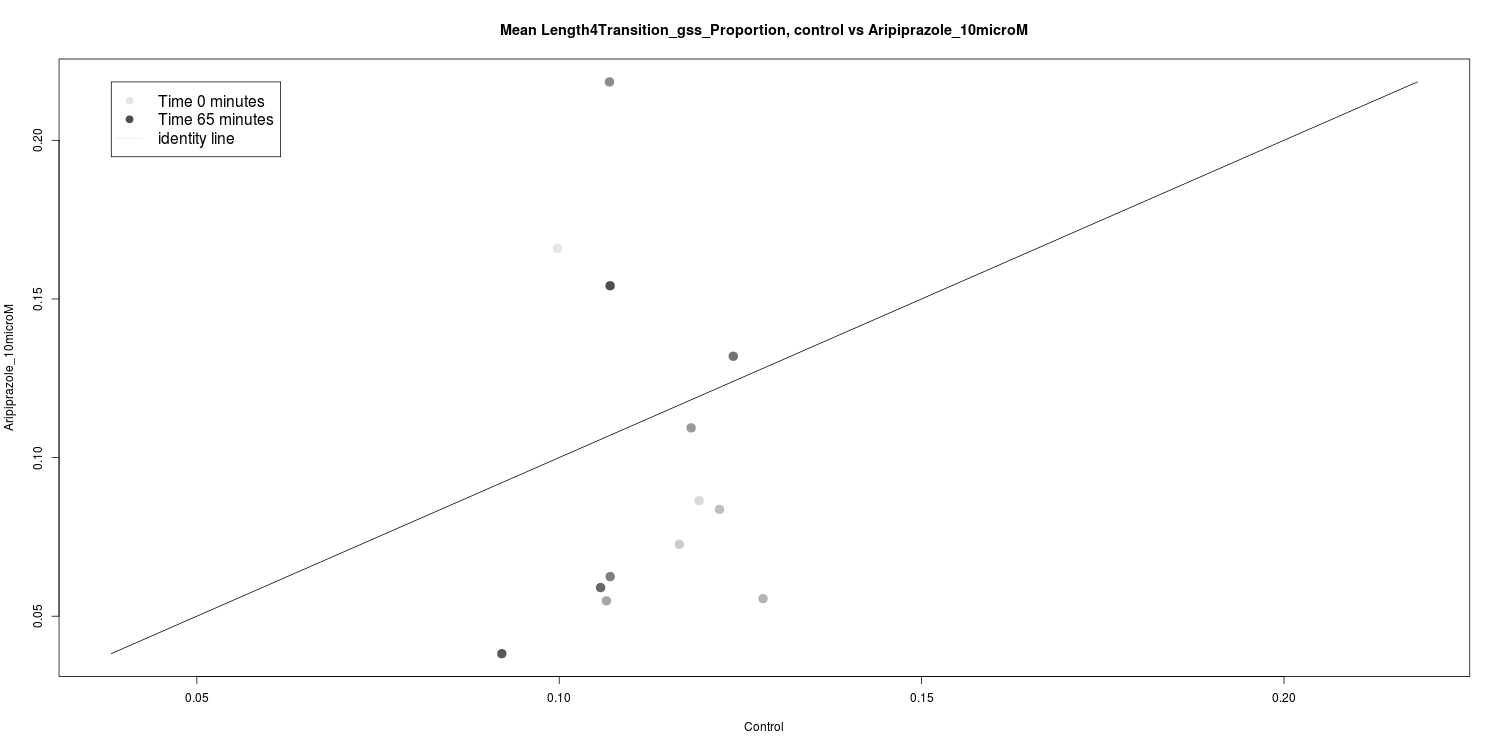 Mean Length4Transition_gss_Proportion, control vs Aripiprazole_10microM
Time 0 minutes
Time 65 minutes
identity line
Aripiprazole_10microM
0.20
0.15
0.10
0.05
0.05
0.10
0.15
0.20
Control